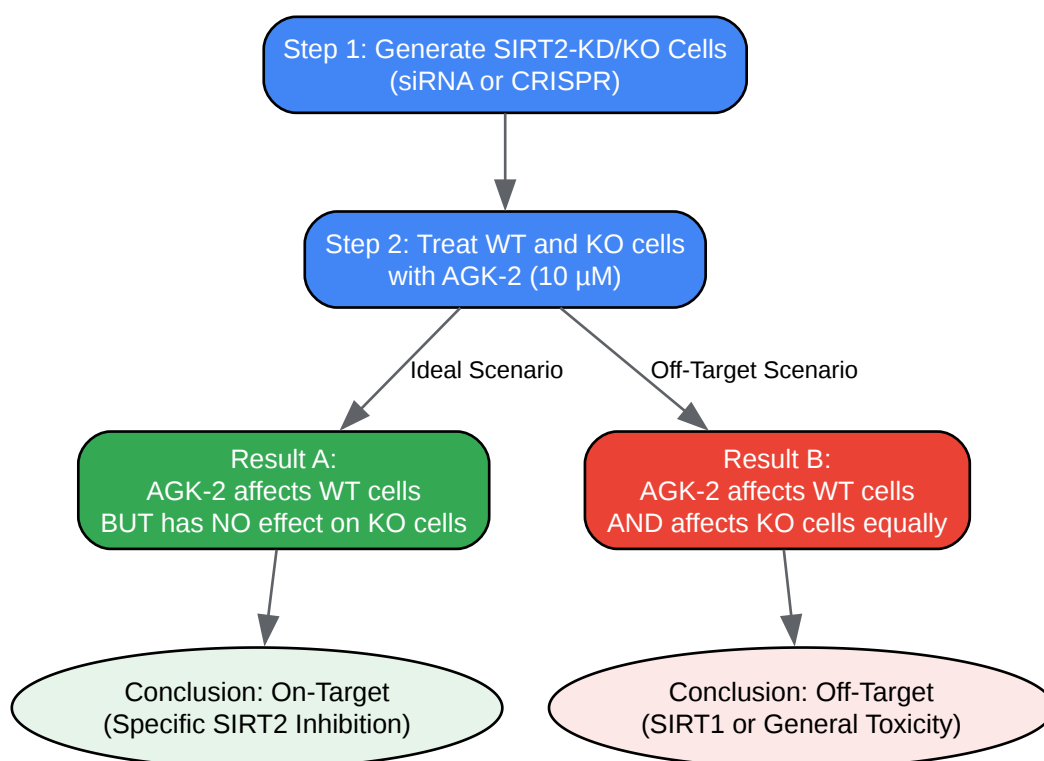 Step 1: Generate SIRT2-KD/KO Cells
(siRNA or CRISPR)
Step 2: Treat WT and KO cells
with AGK-2 (10 µM)
Ideal Scenario
Off-Target Scenario
Result A:
AGK-2 affects WT cells
BUT has NO effect on KO cells
Result B:
AGK-2 affects WT cells
AND affects KO cells equally
Conclusion: On-Target
(Specific SIRT2 Inhibition)
Conclusion: Off-Target
(SIRT1 or General Toxicity)